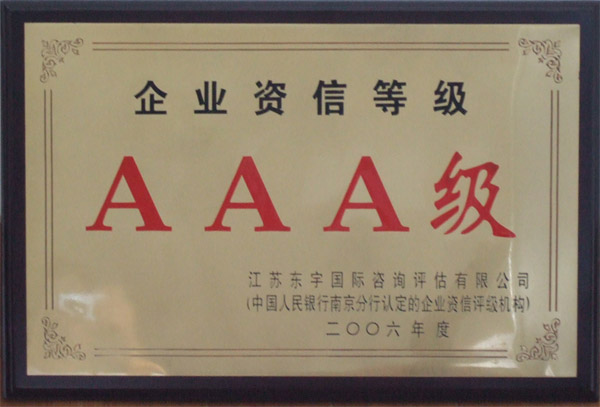 企业资信等级
AAA级
江苏东宇国际咨询评估有限公司
(中国人民银行南京分行认定的企业资信评级机构)
二〇〇六年度